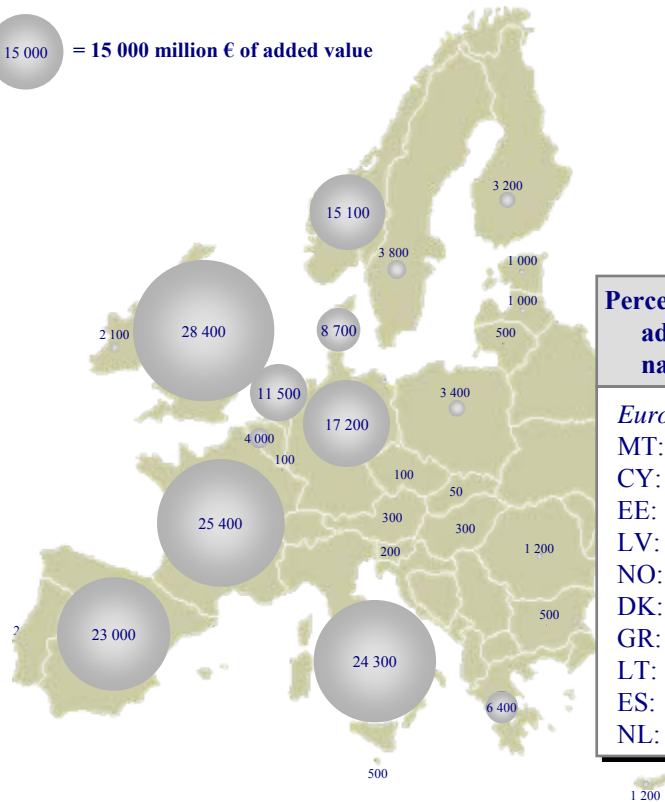 15 000 = 15 000 million € of added value
3 200
15 100
3 800
1 000
1 000
500
2 100
28 400
8 700
11 500
3 400
17 200
4 000
100
100
50
25 400
300
300
200
1 200
500
23 000
2
24 300
6 400
500
1 200
Perce
ad
na
Euro
MT:
CY:
EE:
LV:
NO:
DK:
GR:
LT:
ES:
NL: